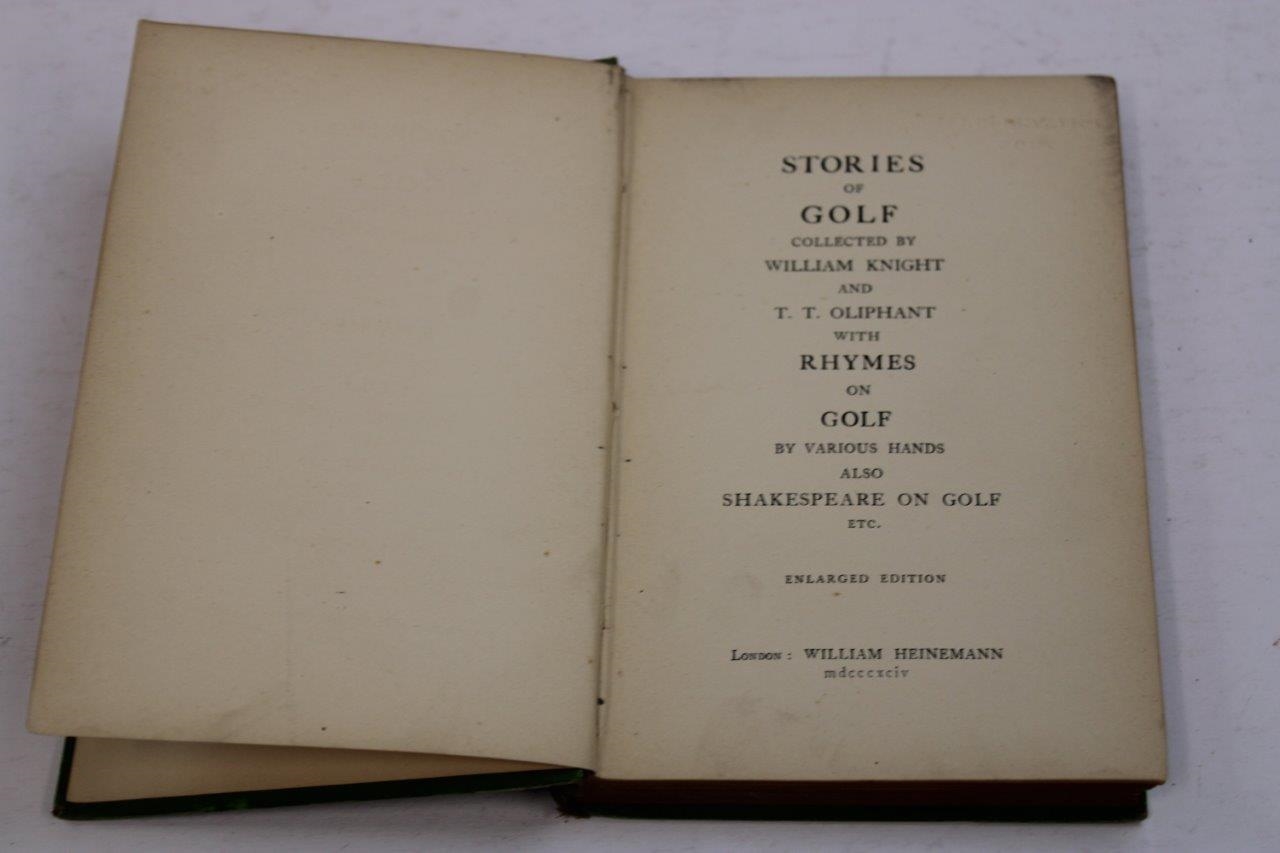 STORIES
OF
GOLF
COLLECTED BY
WILLIAM KNIGHT
AND
T. T. OLIPHANT
WITH
RHYMES
ON
GOLF
BY VARIOUS HANDS
ALSO
SHAKESPEARE ON GOLF
ETC.
ENLARGED EDITION
London: WILLIAM HEINEMANN
mdcccxciv